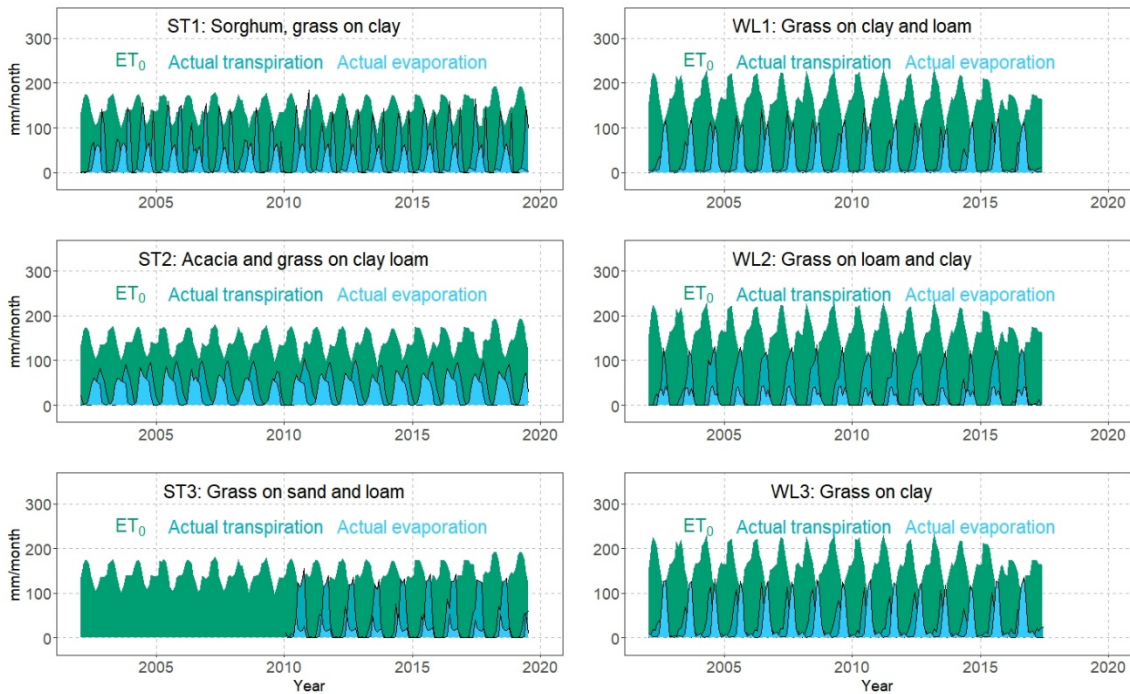 ST1: Sorghum, grass on clay
ET0 Actual transpiration Actual evaporation
mm/month
300
200
100
0
2005 2010 2015 2020
WL1: Grass on clay and loam
ET0 Actual transpiration Actual evaporation
300
200
100
0
2005 2010 2015 2020
Year
ST2: Acacia and grass on clay loam
ET0 Actual transpiration Actual evaporation
mm/month
300
200
100
0
2005 2010 2015 2020
WL2: Grass on loam and clay
ET0 Actual transpiration Actual evaporation
300
200
100
0
2005 2010 2015 2020
ST3: Grass on sand and loam
ET0 Actual transpiration Actual evaporation
mm/month
300
200
100
0
2005 2010 2015 2020
Year
WL3: Grass on clay
ET0 Actual transpiration Actual evaporation
300
200
100
0
2005 2010 2015 2020
Year